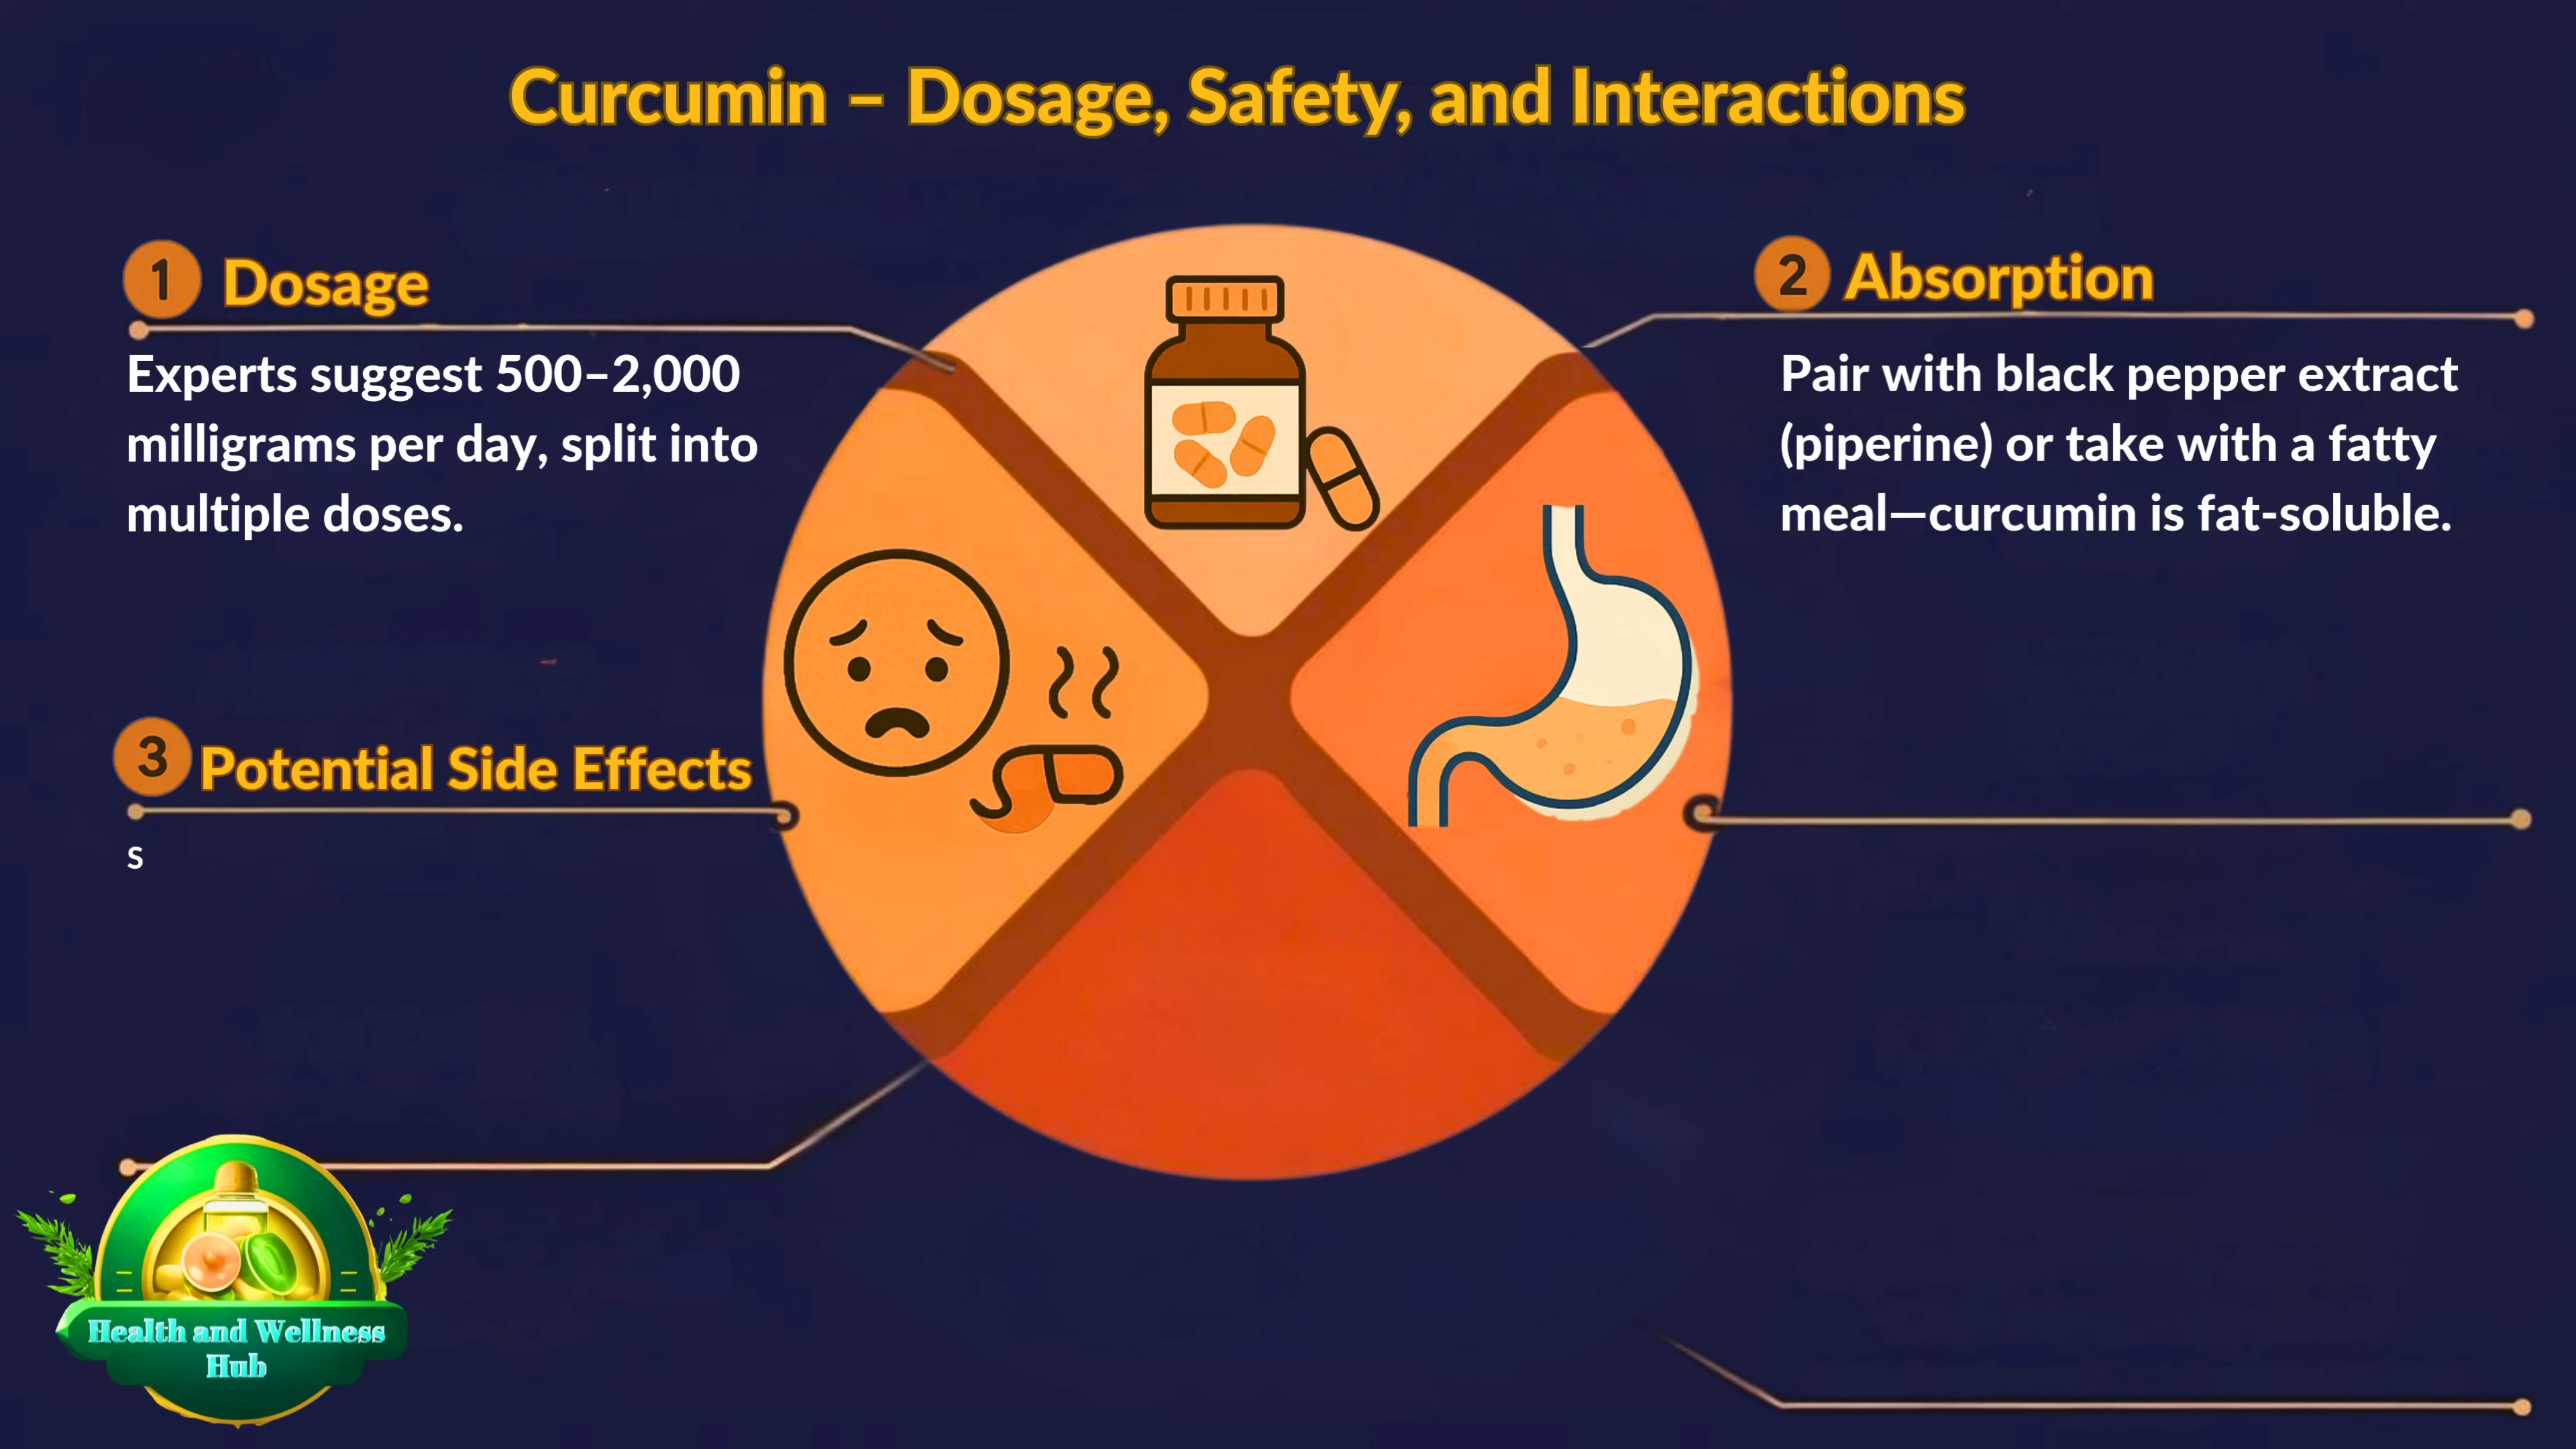 Curcumin – Dosage, Safety, and Interactions
1 Dosage
Experts suggest 500–2,000
milligrams per day, split into
multiple doses.
2 Absorption
Pair with black pepper extract
(piperine) or take with a fatty
meal—curcumin is fat-soluble.
3 Potential Side Effects
s
Health and Wellness
Hub